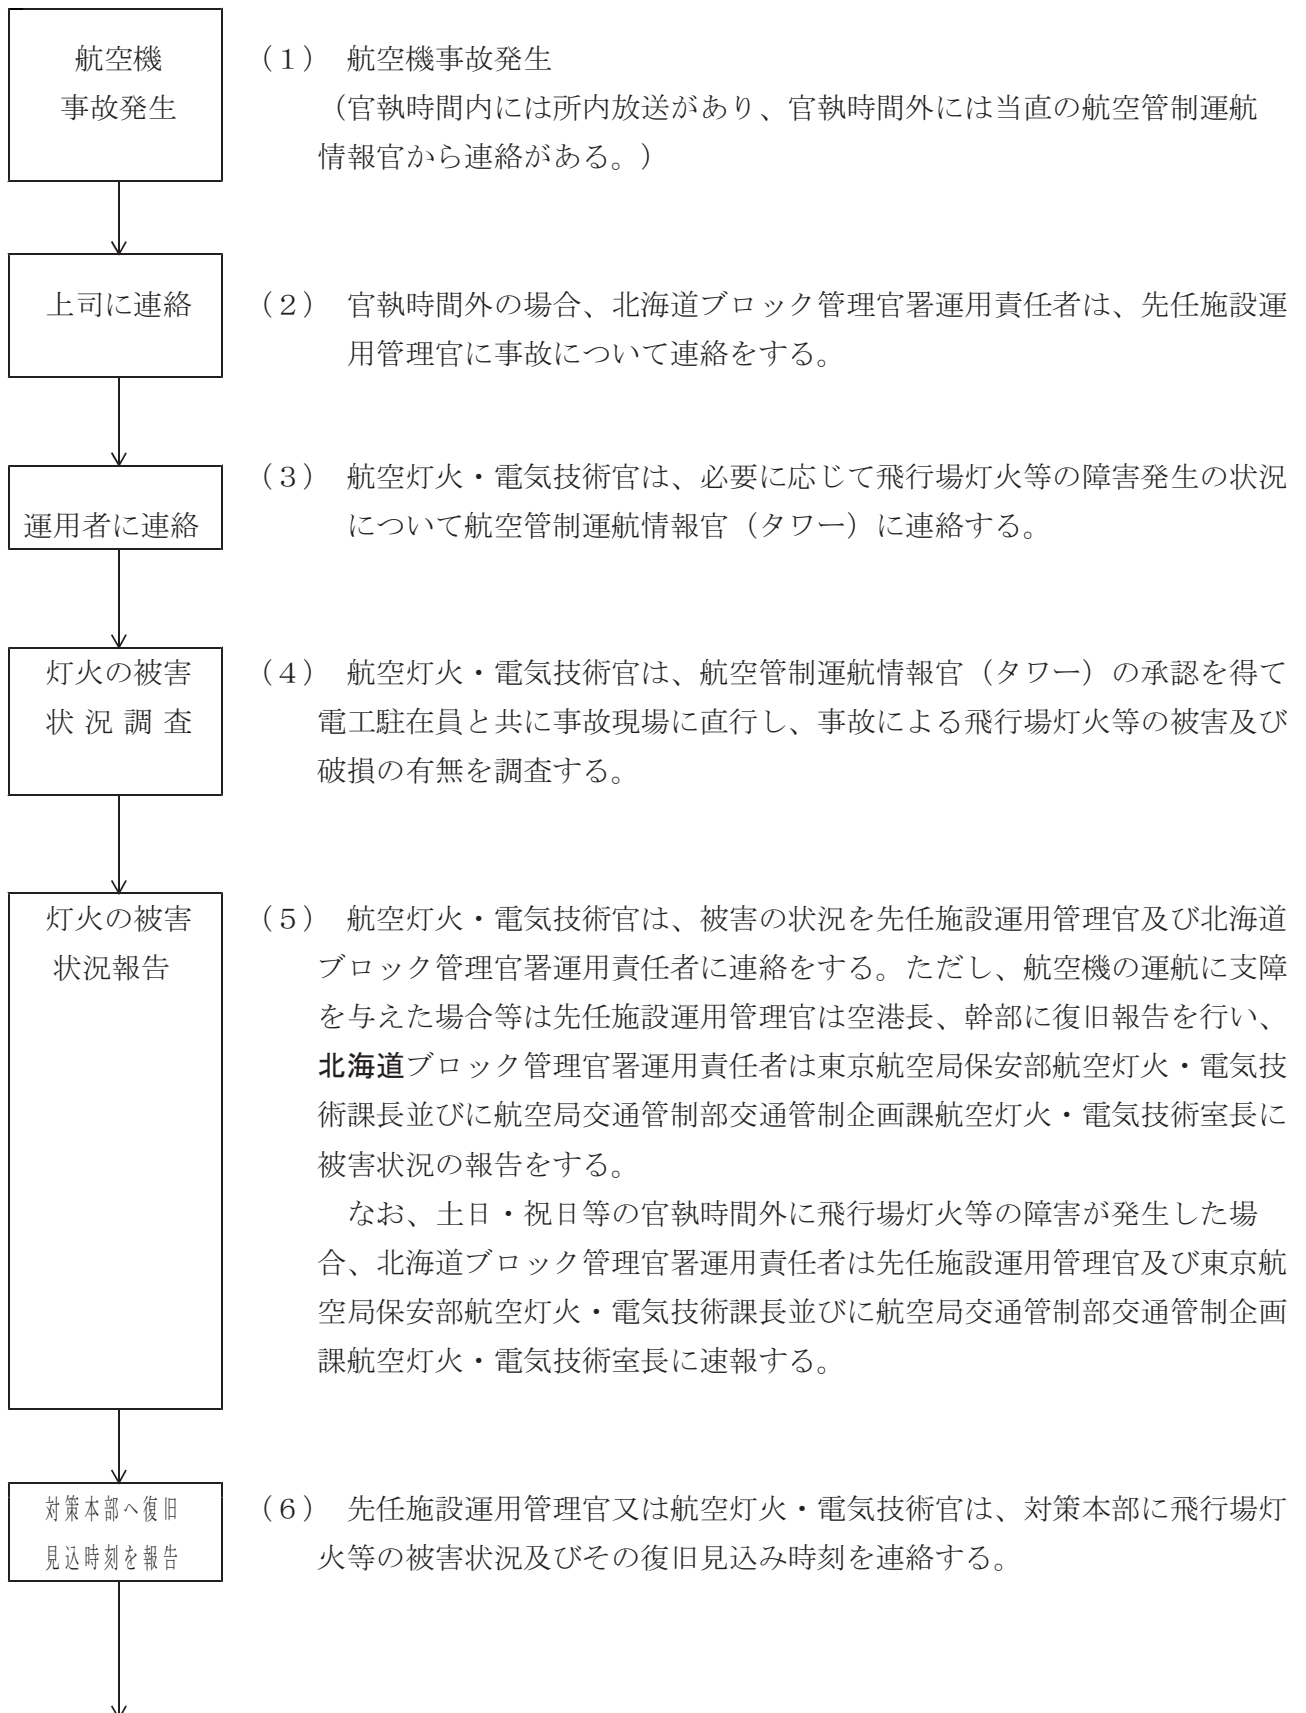 航空機
事故発生
（１） 航空機事故発生
（官執時間内には所内放送があり、官執時間外には当直の航空管制運航
情報官から連絡がある。）
上司に連絡
（２） 官執時間外の場合、北海道ブロック管理官署運用責任者は、先任施設運
用管理官に事故について連絡をする。
運用者に連絡
（３） 航空灯火・電気技術官は、必要に応じて飛行場灯火等の障害発生の状況
について航空管制運航情報官（タワー）に連絡する。
灯火の被害
状 況 調 査
（４） 航空灯火・電気技術官は、航空管制運航情報官（タワー）の承認を得て
電工駐在員と共に事故現場に直行し、事故による飛行場灯火等の被害及び
破損の有無を調査する。
灯火の被害
状況報告
（５） 航空灯火・電気技術官は、被害の状況を先任施設運用管理官及び北海道
ブロック管理官署運用責任者に連絡をする。ただし、航空機の運航に支障
を与えた場合等は先任施設運用管理官は空港長、幹部に復旧報告を行い、
北海道ブロック管理官署運用責任者は東京航空局保安部航空灯火・電気技
術課長並びに航空局交通管制部交通管制企画課航空灯火・電気技術室長に
被害状況の報告をする。
なお、土日・祝日等の官執時間外に飛行場灯火等の障害が発生した場
合、北海道ブロック管理官署運用責任者は先任施設運用管理官及び東京航
空局保安部航空灯火・電気技術課長並びに航空局交通管制部交通管制企画
課航空灯火・電気技術室長に速報する。
対策本部へ復旧
見込時刻を報告
（６） 先任施設運用管理官又は航空灯火・電気技術官は、対策本部に飛行場灯
火等の被害状況及びその復旧見込み時刻を連絡する。